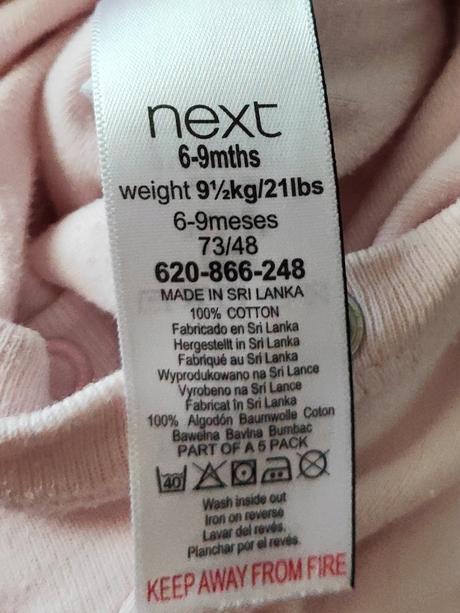 next
6-9mths
weight 9½kg/21lbs
6-9meses
73/48
620-866-248
MADE IN SRI LANKA
100% COTTON
Fabricado en Sri Lanka
Hergestellt in Sri Lanka
Fabriqué au Sri Lanka
Wyprodukowano na Sri Lance
Vyrobeno na Sri Lance
Fabricat în Sri Lanka
100% Algodón Baumwolle Coton
Bawełna Bavlna Bumbac
PART OF A 5 PACK
40
Wash inside out
Iron on reverse
Lavar del revés.
Planchar por el revés
KEEP AWAY FROM FIRE